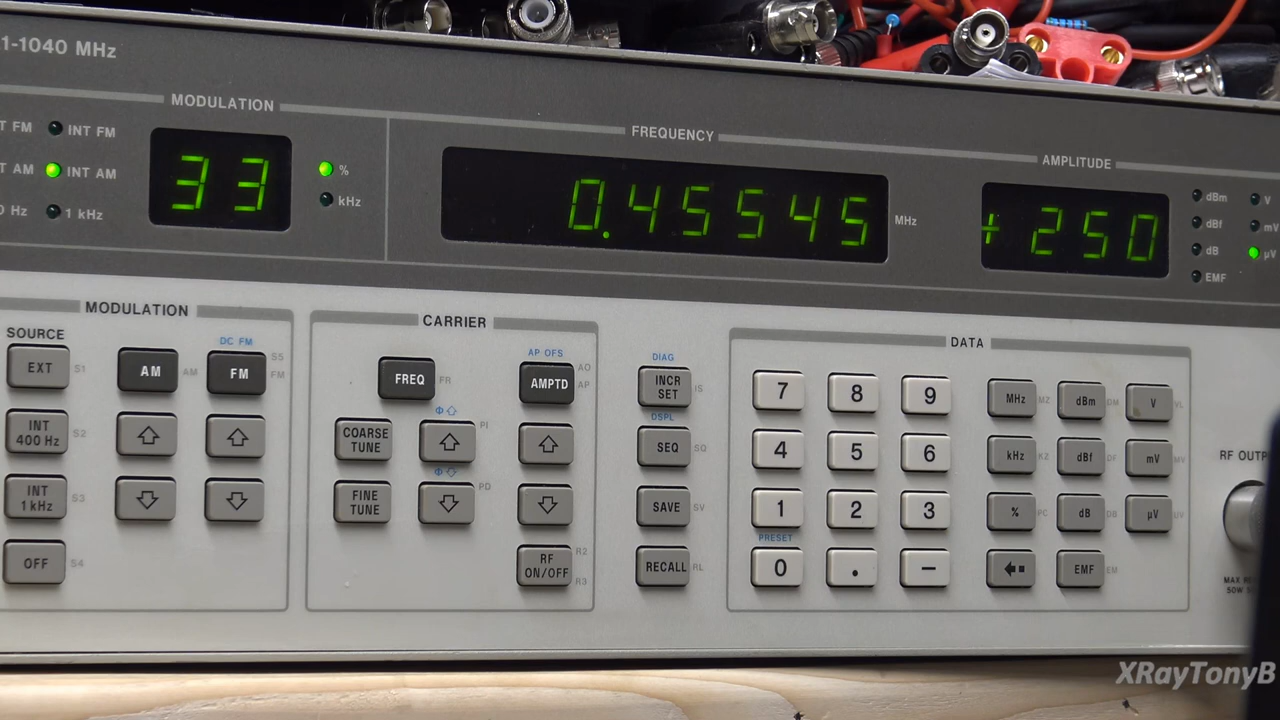 1-1040 MHz
MODULATION
FREQUENCY
AMPLITUDE
T FM INT FM
T AM INT AM
0 Hz 1 kHz
33
%
kHz
0.45545
MHz
+ 250
dBm V
dBf mV
dB µV
EMF
MODULATION
SOURCE
DC FM
EXT S1 AM AM FM S5 FM
INT 400 Hz S2
INT 1 kHz S3
OFF S4
CARRIER
AP OFS
FREQ FR AMPTD AO AP
COARSE TUNE PI
FINE TUNE PD
RF ON/OFF R2 R3
DIAG
INCR SET IS
DSPL
SEQ SQ
SAVE SV
RECALL RL
DATA
7 8 9 MHz MZ dBm DM V VL
4 5 6 kHz KZ dBf DF mV MV
1 2 3 % PC dB DB µV UV
PRESET
0 . – EMF EM
RF OUTP
XRayTonyB